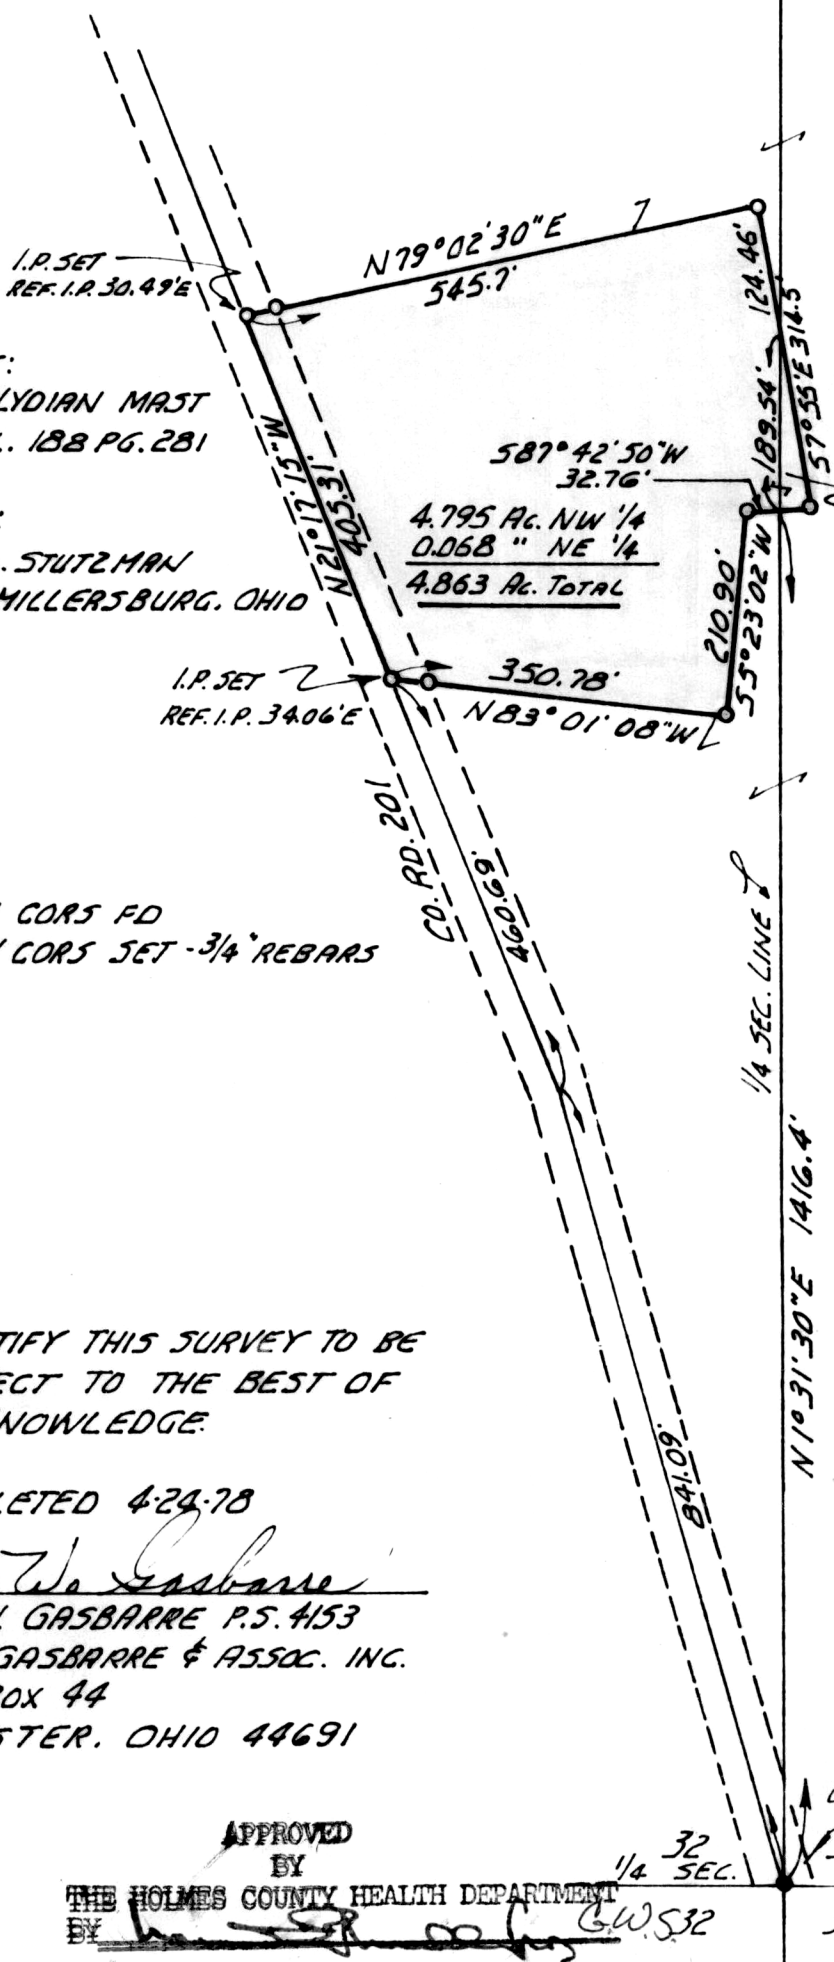 I.P. SET
REF. I.P. 30.49'E
N79°02'30"E
545.7'
124.46'
S7°55'E 314.5'
189.54'
LYDIAN MAST
188 PG. 281
N21°17'15"W
405.31'
S87°42'50"W
32.76'
4.795 AC. NW 1/4
0.068 " NE 1/4
4.863 AC. TOTAL
STUTZMAN
MILLERSBURG. OHIO
210.90'
S5°23'02"W
I.P. SET
REF. I.P. 34.06'E
350.78'
N83°01'08"W
CO. RD. 201
460.69'
CORS FD
CORS SET - 3/4" REBARS
1/4 SEC. LINE
N1°31'30"E 1416.4'
TIFY THIS SURVEY TO BE
ECT TO THE BEST OF
NOWLEDGE.
LETED 4-24-78
841.09'
W. Gasbarre
GASBARRE P.S. 4153
GASBARRE & ASSOC. INC.
OX 44
STER. OHIO 44691
APPROVED
BY
THE HOLMES COUNTY HEALTH DEPARTMENT
BY
32
1/4 SEC.
G.W.S32